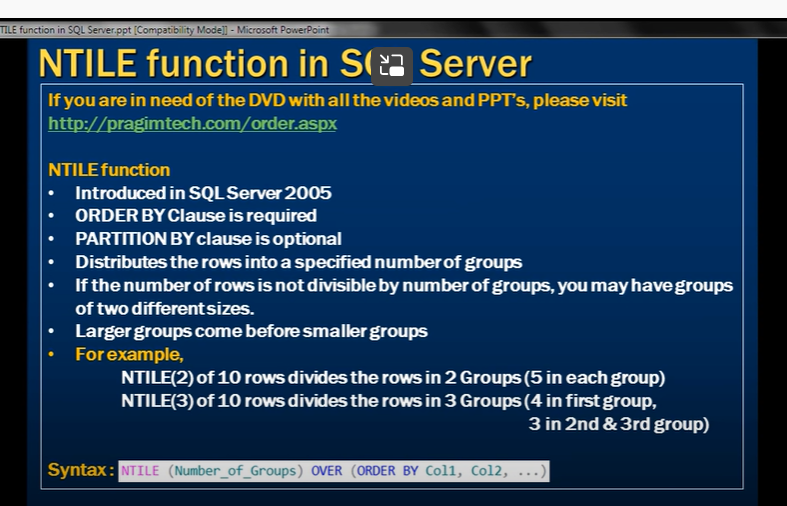 TILE function in SQL Server.ppt [Compatibility Mode]] - Microsoft PowerPoint
NTILE function in S Server
If you are in need of the DVD with all the videos and PPT's, please visit
http://pragimtech.com/order.aspx
NTILE function
• Introduced in SQL Server 2005
• ORDER BY Clause is required
• PARTITION BY clause is optional
• Distributes the rows into a specified number of groups
• If the number of rows is not divisible by number of groups, you may have groups
of two different sizes.
• Larger groups come before smaller groups
• For example,
NTILE(2) of 10 rows divides the rows in 2 Groups (5 in each group)
NTILE(3) of 10 rows divides the rows in 3 Groups (4 in first group,
3 in 2nd & 3rd group)
Syntax : NTILE (Number_of_Groups) OVER (ORDER BY Col1, Col2, ...)